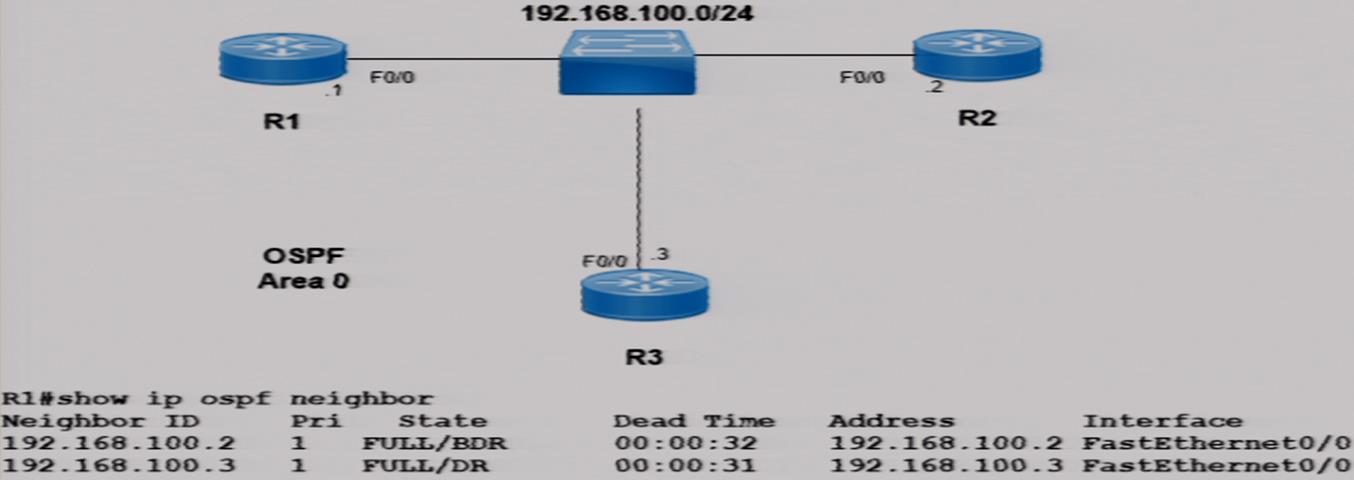 192.168.100.0/24
F0/0
F0/0
.1
.2
R1
R2
OSPF
Area 0
F0/0
.3
R3
R1#show ip ospf neighbor
Neighbor ID Pri State Dead Time Address Interface
192.168.100.2 1 FULL/BDR 00:00:32 192.168.100.2 FastEthernet0/0
192.168.100.3 1 FULL/DR 00:00:31 192.168.100.3 FastEthernet0/0